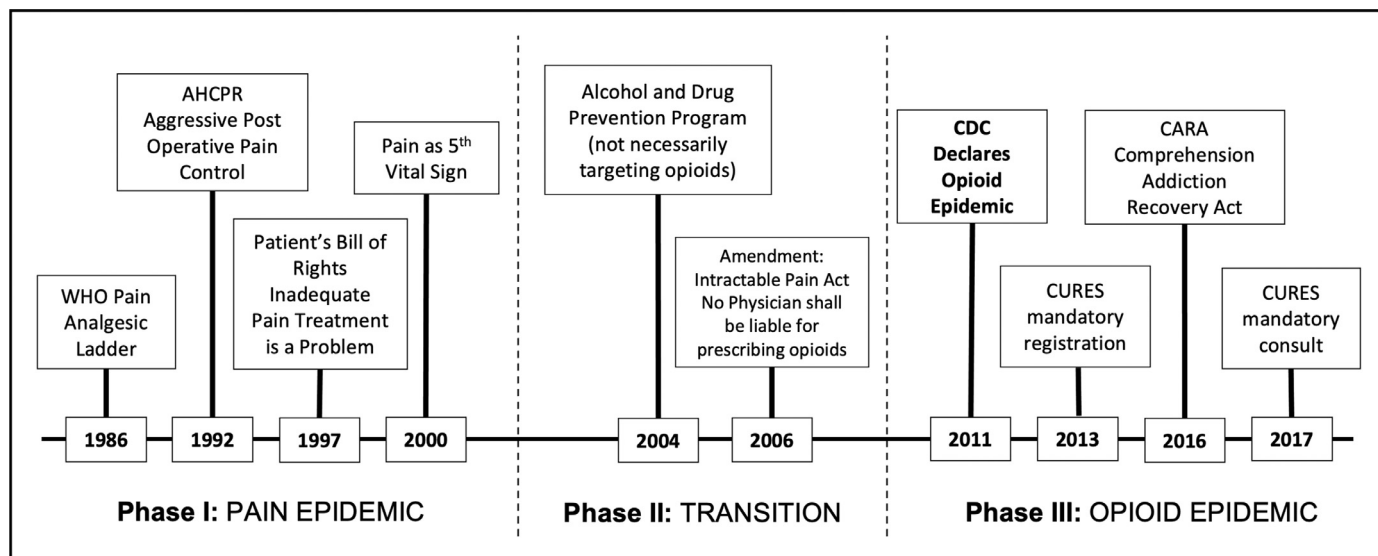 AHCPR
Aggressive Post
Operative Pain
Control
Pain as 5th
Vital Sign
Patient's Bill of
Rights
Inadequate
Pain Treatment
is a Problem
WHO Pain
Analgesic
Ladder
Alcohol and Drug
Prevention Program
(not necessarily
targeting opioids)
Amendment:
Intractable Pain Act
No Physician shall
be liable for
prescribing opioids
CDC
Declares
Opioid
Epidemic
CARA
Comprehension
Addiction
Recovery Act
CURES
mandatory
registration
CURES
mandatory
consult
1986
1992
1997
2000
2004
2006
2011
2013
2016
2017
Phase I: PAIN EPIDEMIC
Phase II: TRANSITION
Phase III: OPIOID EPIDEMIC